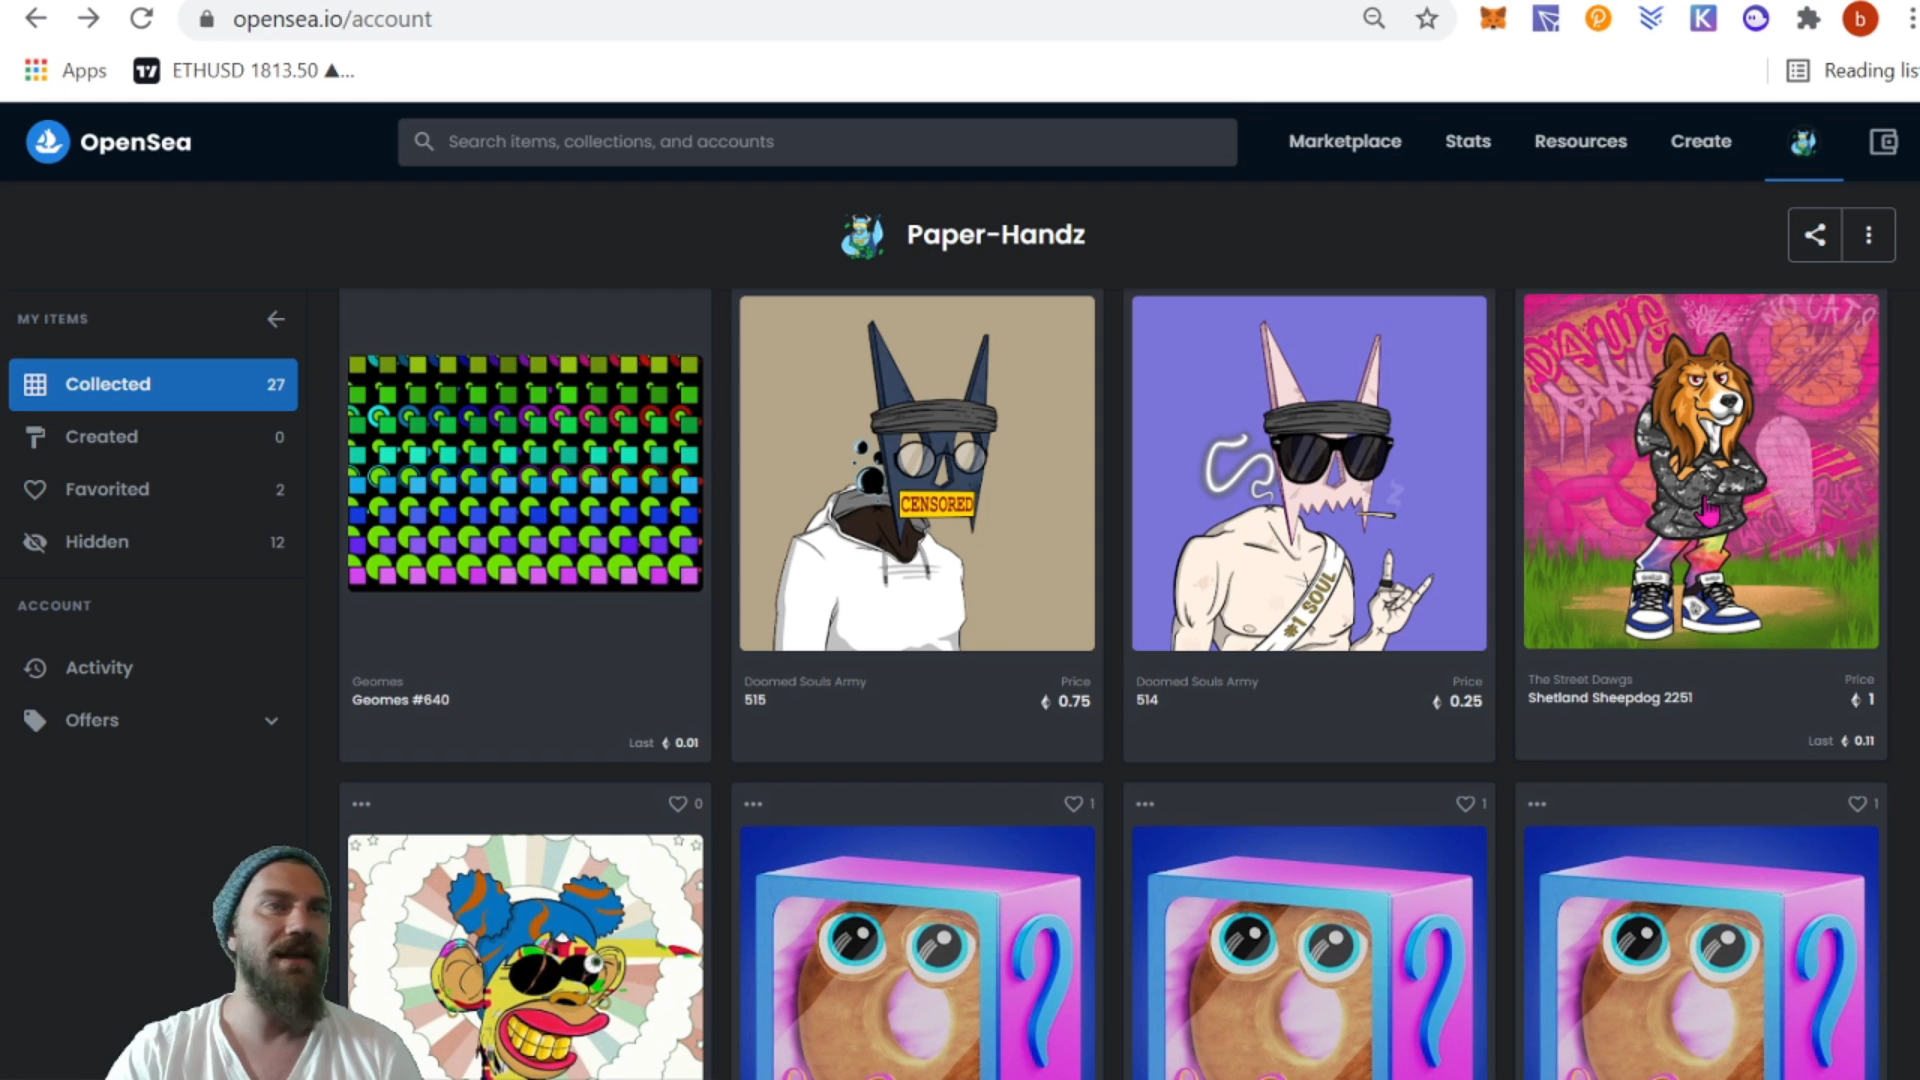 opensea.io/account
b
Apps
ETHUSD 1813.50 ▲...
Reading lis
OpenSea
Search items, collections, and accounts
Marketplace
Stats
Resources
Create
Paper-Handz
MY ITEMS
Collected 27
Created 0
Favorited 2
Hidden 12
ACCOUNT
Activity
Offers
CENSORED
#1 SOUL
NO CATS
Geomes
Geomes #640
Last 0.01
Doomed Souls Army
515
Price
0.75
Doomed Souls Army
514
Price
0.25
The Street Dawgs
Shetland Sheepdog 2251
Price
1
Last 0.11
0
1
1
1